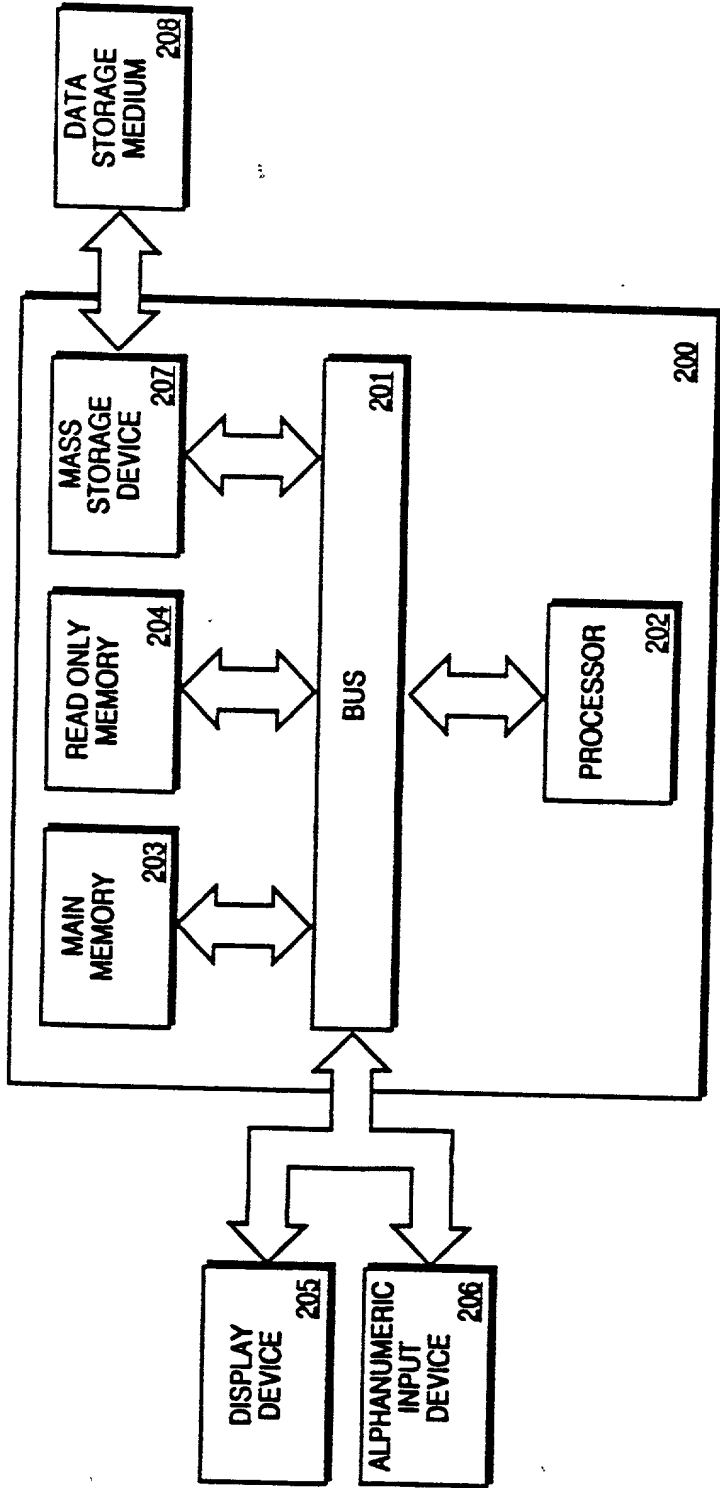 DISPLAY
DEVICE
205
ALPHANUMERIC
INPUT
DEVICE
206
MAIN
MEMORY
203
READ ONLY
MEMORY
204
MASS
STORAGE
DEVICE
207
BUS
201
PROCESSOR
202
200
DATA
STORAGE
MEDIUM
208